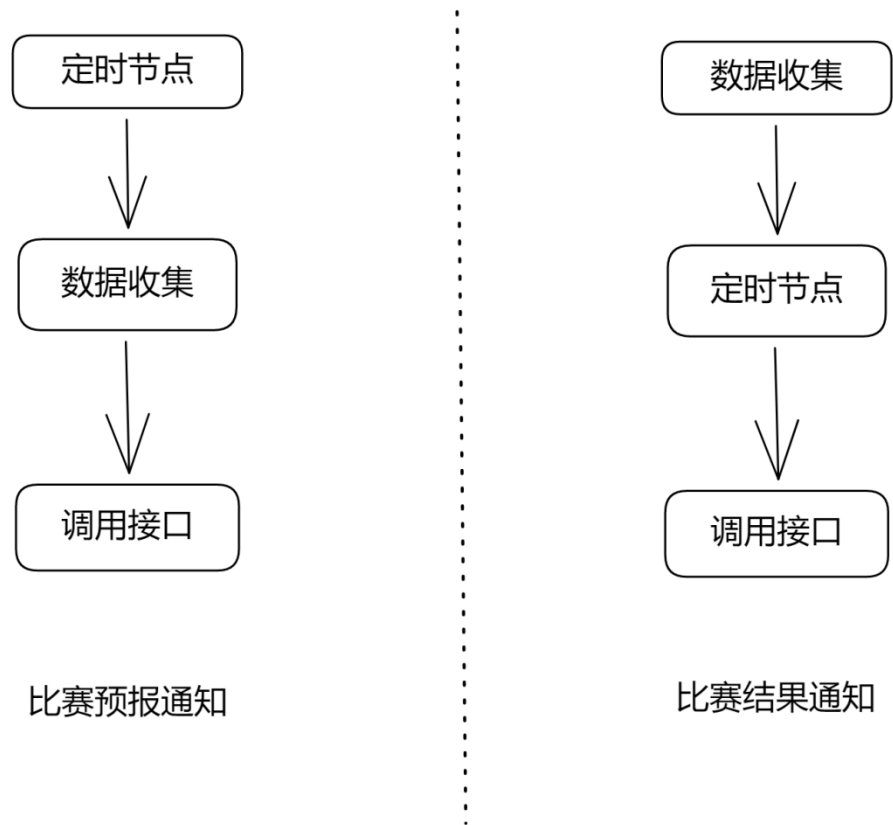 定时节点
数据收集
调用接口
比赛预报通知
数据收集
定时节点
调用接口
比赛结果通知